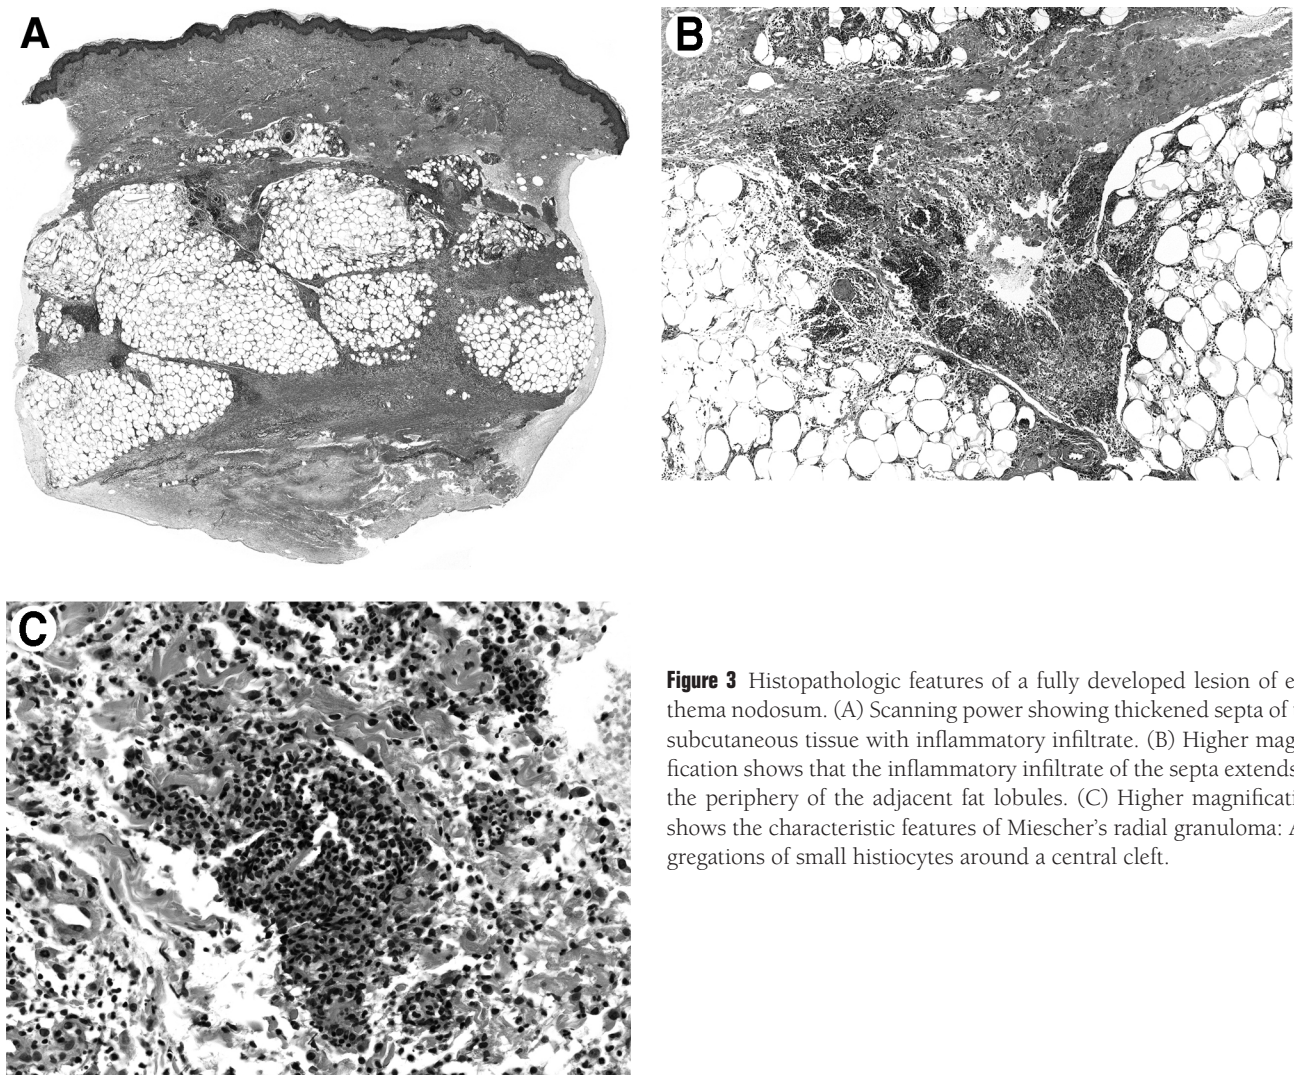 A
B
C
Figure 3 Histopathologic features of a fully developed lesion of e
thema nodosum. (A) Scanning power showing thickened septa of
subcutaneous tissue with inflammatory infiltrate. (B) Higher mag
fication shows that the inflammatory infiltrate of the septa extends
the periphery of the adjacent fat lobules. (C) Higher magnificati
shows the characteristic features of Miescher's radial granuloma: A
gregations of small histiocytes around a central cleft.